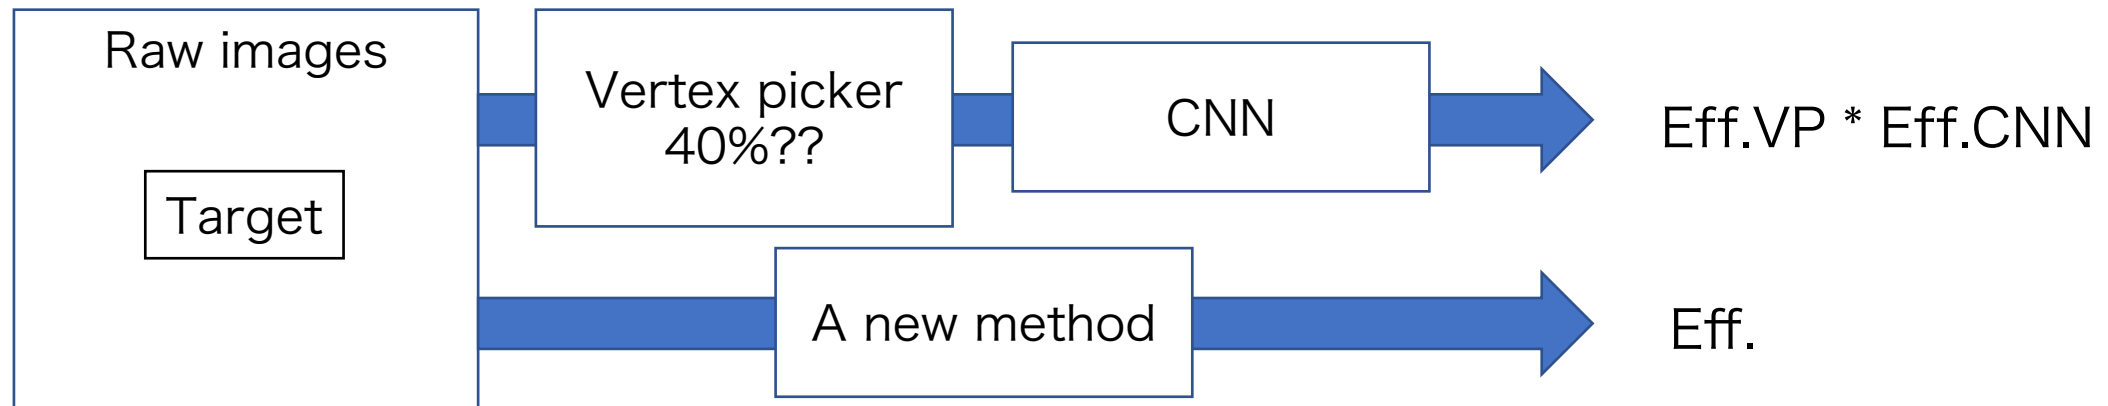 Raw images
Target
Vertex picker
40%??
CNN
Eff.VP * Eff.CNN
A new method
Eff.